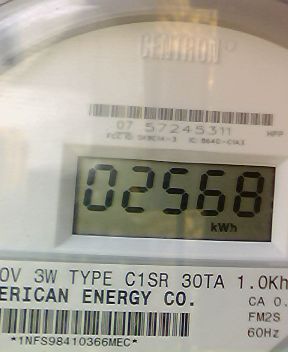 CENTRON®
07 57245311
HPP
02568
kWh
0V 3W TYPE C1SR 30TA 1.0Kh
ERICAN ENERGY CO.
CA 0.
FM2S
60Hz
*1NFS98410366MEC*